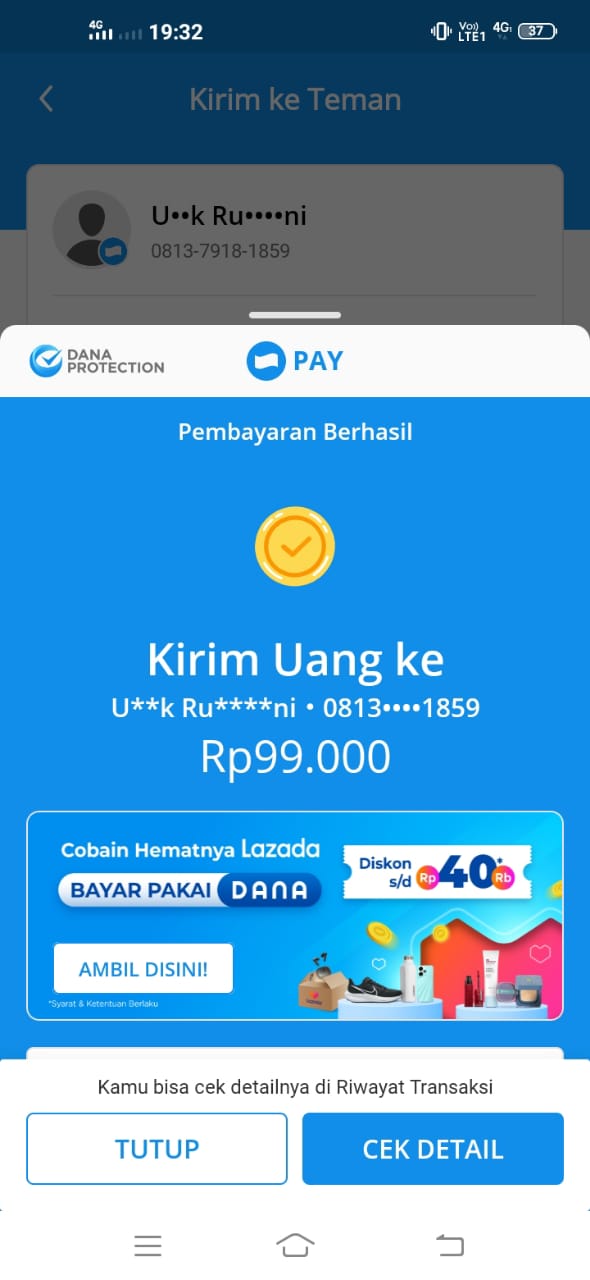 4G 19:32 Vo)) LTE1 4G 37
Kirim ke Teman
U••k Ru••••ni
0813-7918-1859
DANA PROTECTION
PAY
Pembayaran Berhasil
Kirim Uang ke
U**k Ru****ni • 0813••••1859
Rp99.000
Cobain Hematnya Lazada
BAYAR PAKAI DANA
Diskon s/d Rp 40* Rb
AMBIL DISINI!
*Syarat & Ketentuan Berlaku
Kamu bisa cek detailnya di Riwayat Transaksi
TUTUP
CEK DETAIL